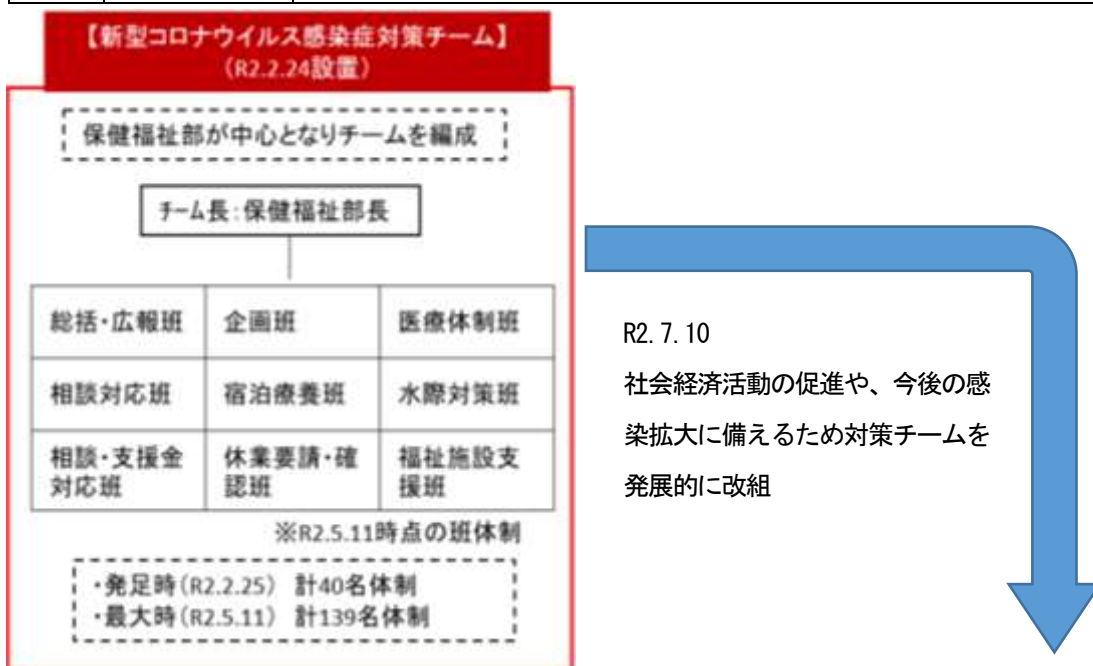 【新型コロナウイルス感染症対策チーム】
(R2.2.24設置)
保健福祉部が中心となりチームを編成
ﾁｰﾑ長:保健福祉部長
総括・広報班
企画班
医療体制班
相談対応班
宿泊療養班
水際対策班
相談・支援金
対応班
休業要請・確
認班
福祉施設支
援班
※R2.5.11時点の班体制
・発足時(R2.2.25) 計40名体制
・最大時(R2.5.11) 計139名体制
R2.7.10
社会経済活動の促進や、今後の感
染拡大に備えるため対策チームを
発展的に改組